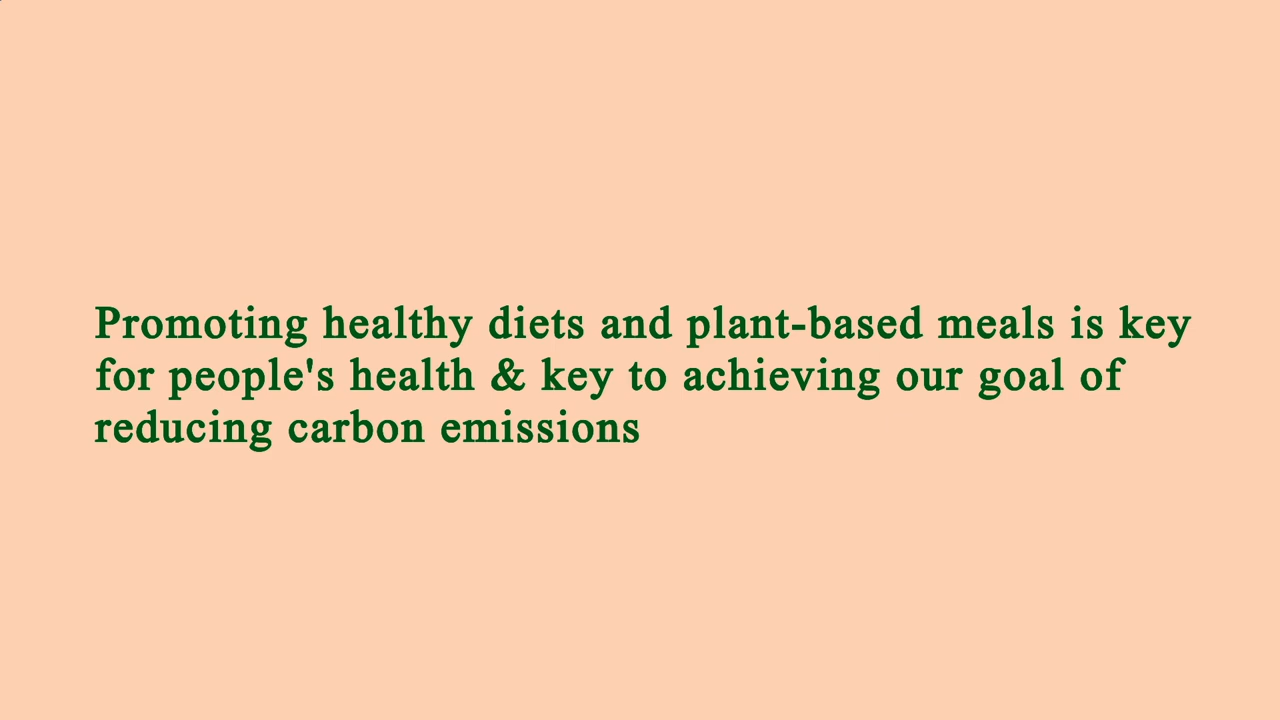 Promoting healthy diets and plant-based meals is key
for people's health & key to achieving our goal of
reducing carbon emissions